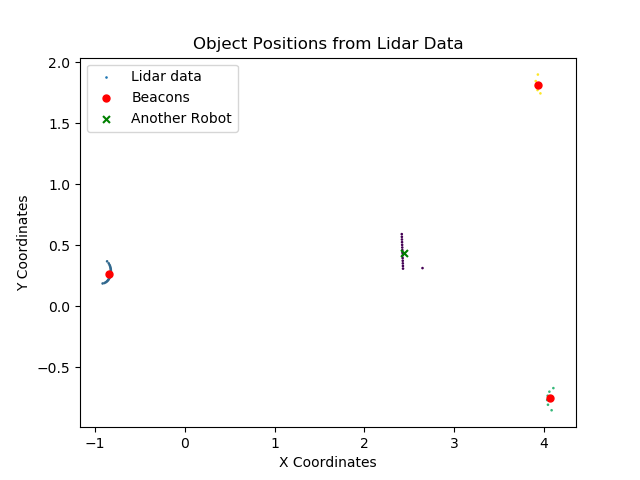 Object Positions from Lidar Data
Lidar data
Beacons
Another Robot
2.0
1.5
1.0
0.5
0.0
−0.5
Y Coordinates
−1
0
1
2
3
4
X Coordinates